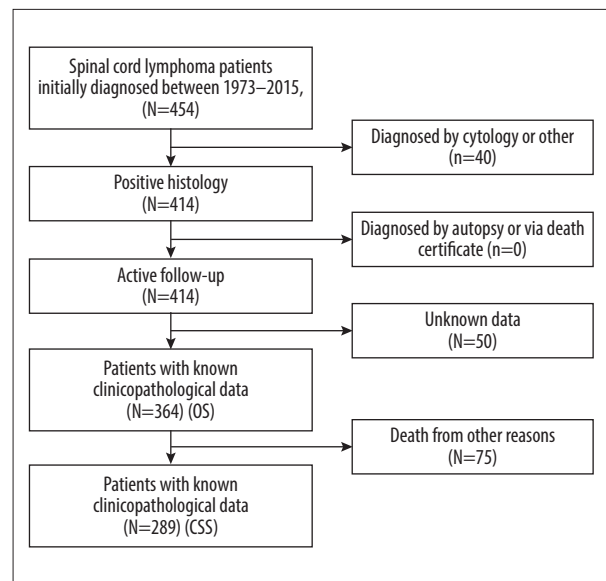 Spinal cord lymphoma patients
initially diagnosed between 1973–2015,
(N=454)
Diagnosed by cytology or other
(n=40)
Positive histology
(N=414)
Diagnosed by autopsy or via death
certificate (n=0)
Active follow-up
(N=414)
Unknown data
(N=50)
Patients with known
clinicopathological data
(N=364) (OS)
Death from other reasons
(N=75)
Patients with known
clinicopathological data
(N=289) (CSS)